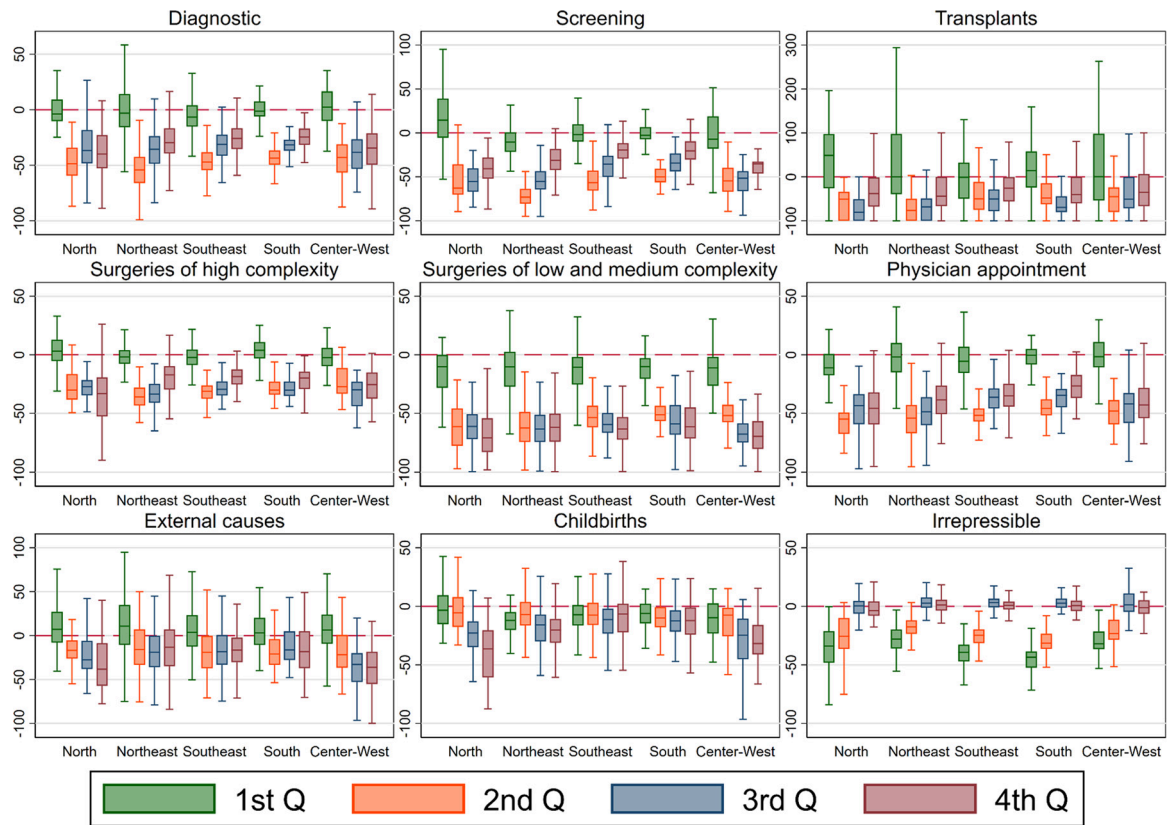 Diagnostic Screening Transplants
50 100 300
0 50 200
-50 0 100
-100 -50 0
-100 -100
North Northeast Southeast South Center-West North Northeast Southeast South Center-West North Northeast Southeast South Center-West
Surgeries of high complexity Surgeries of low and medium complexity Physician appointment
50 50 50
0 0 0
-50 -50 -50
-100 -100 -100
North Northeast Southeast South Center-West North Northeast Southeast South Center-West North Northeast Southeast South Center-West
External causes Childbirths Irrepressible
100 50 50
50 0 0
0 -50 -50
-50 -100 -100
-100
North Northeast Southeast South Center-West North Northeast Southeast South Center-West North Northeast Southeast South Center-West
1st Q 2nd Q 3rd Q 4th Q